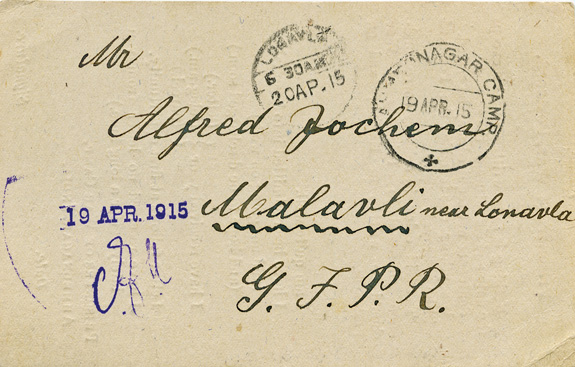 Mr
LONAVLA
6 30 A.M
20 AP. 15
NAGAR CAMP
19 APR. 15
Alfred Jochem
19 APR. 1915
Malavli near Lonavla
G. I. P. R.